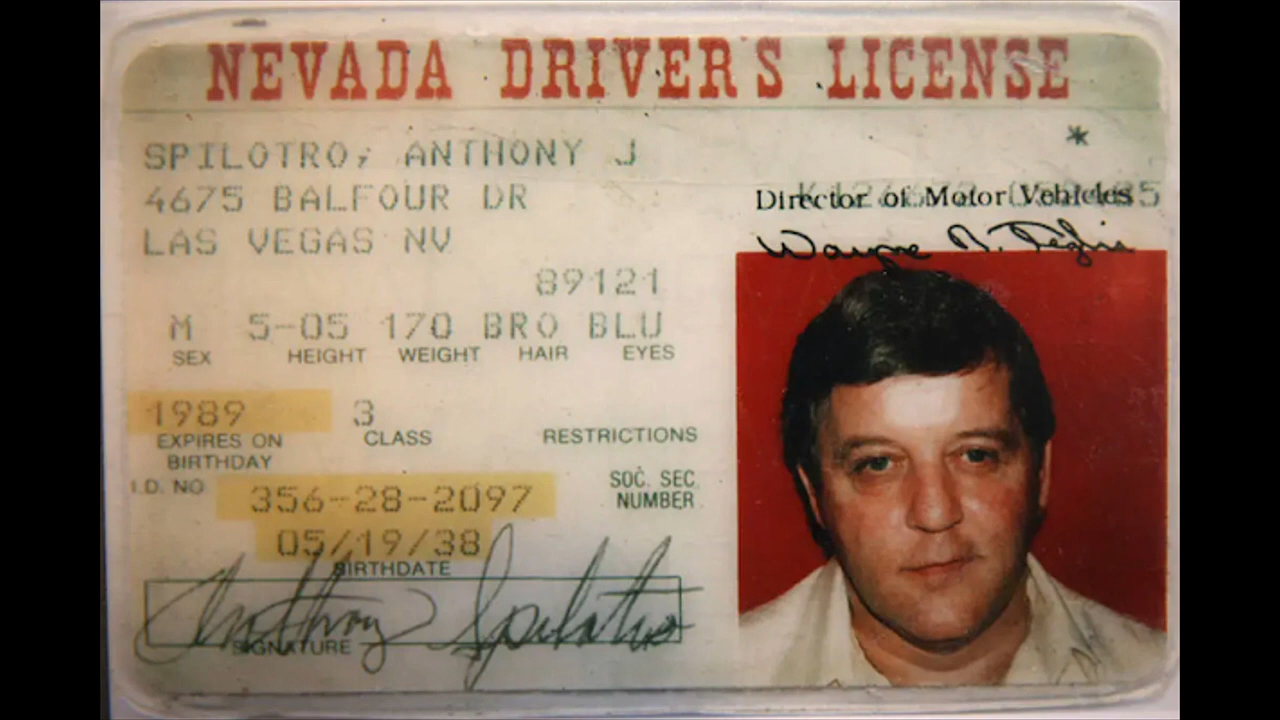 NEVADA DRIVER'S LICENSE
*
SPILOTRO, ANTHONY J
4675 BALFOUR DR
Director of Motor Vehicles
LAS VEGAS NV
Wayne
89121
M 5-05 170 BRO BLU
SEX HEIGHT WEIGHT HAIR EYES
1989 3
EXPIRES ON BIRTHDAY CLASS RESTRICTIONS
I.D. NO 356-28-2097 SOC. SEC. NUMBER
05/19/38
BIRTHDATE
Anthony Spilotro
SIGNATURE